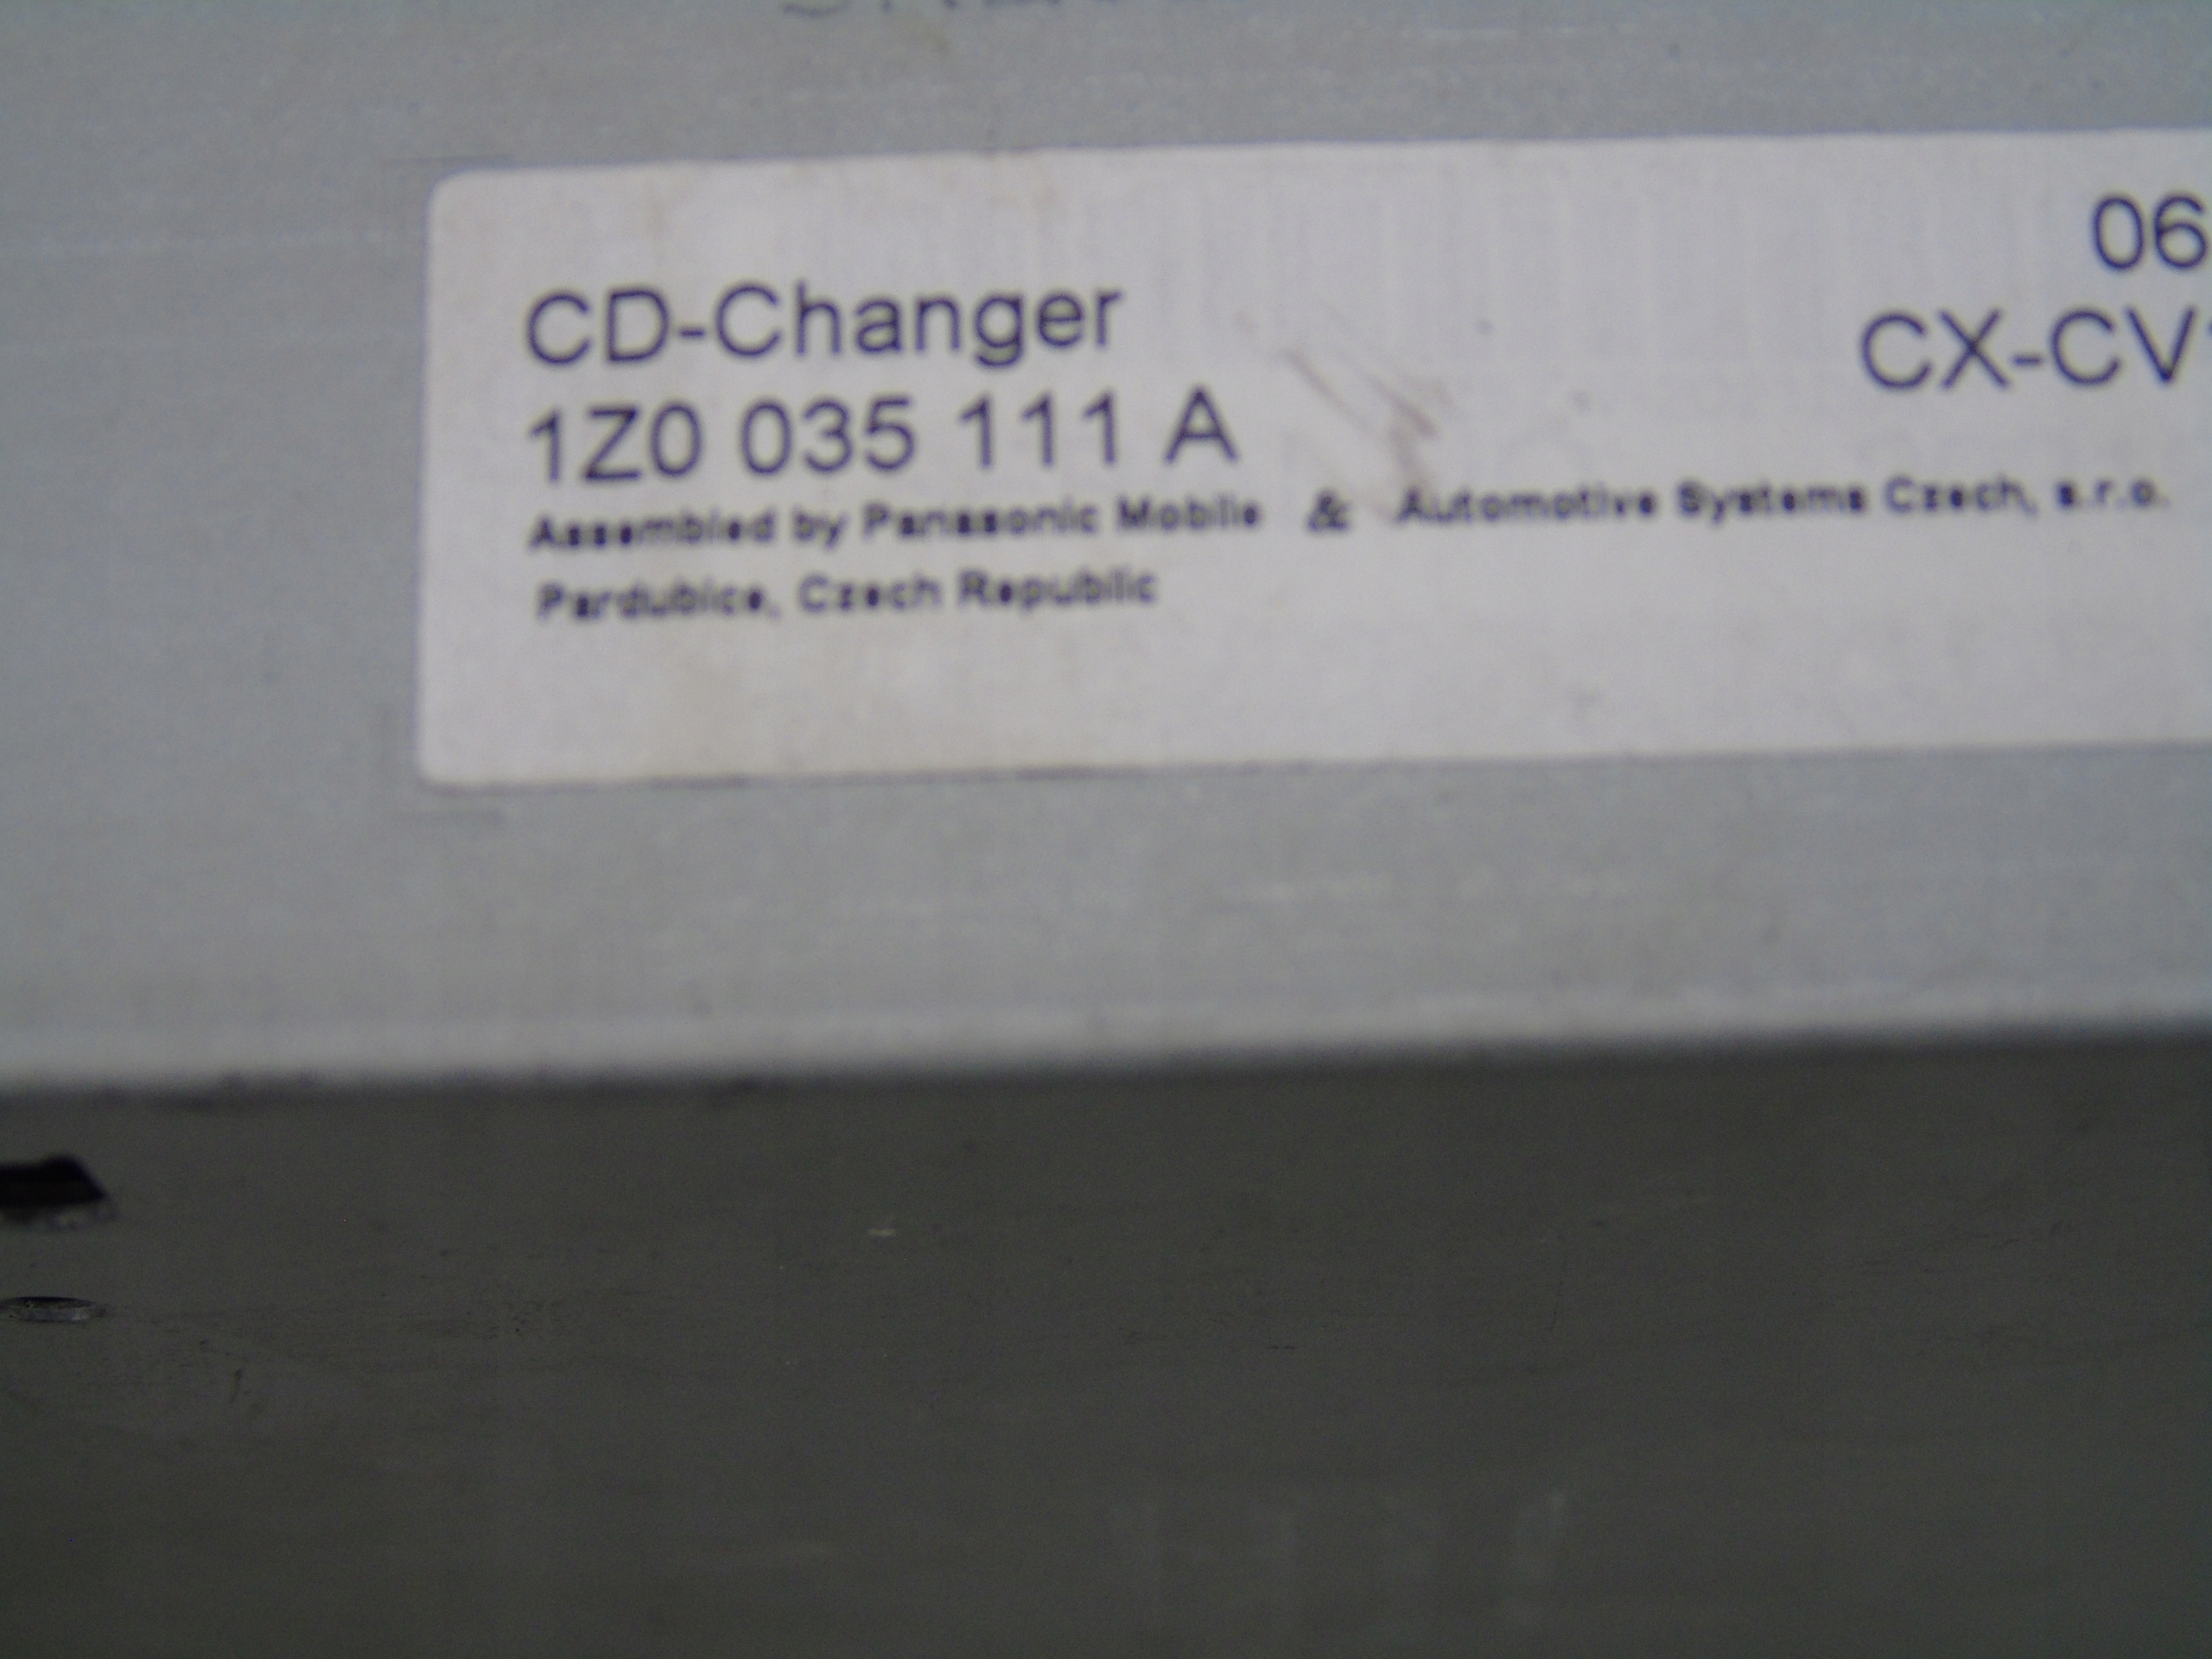 06
CD-Changer
CX-CV
1Z0 035 111 A
Assembled by Panasonic Mobile & Automotive Systems Czech, s.r.o.
Pardubice, Czech Republic